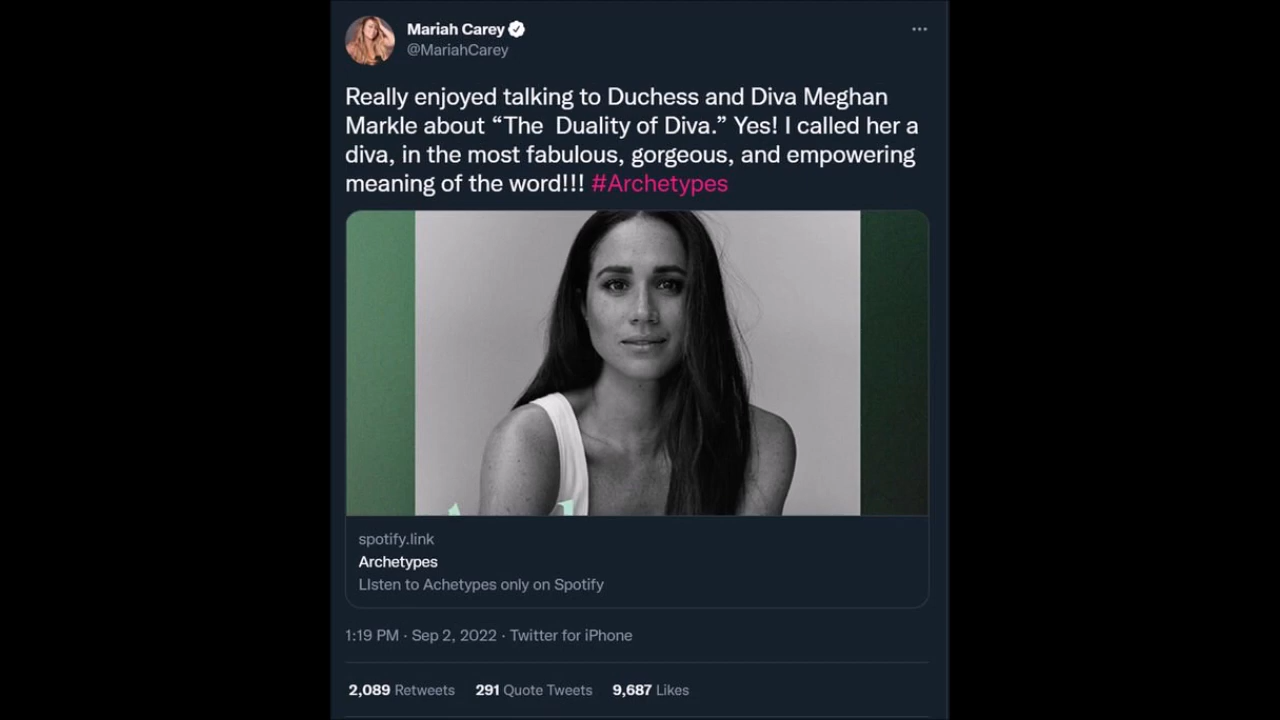 Mariah Carey
@MariahCarey
Really enjoyed talking to Duchess and Diva Meghan
Markle about “The  Duality of Diva.” Yes! I called her a
diva, in the most fabulous, gorgeous, and empowering
meaning of the word!!! #Archetypes
spotify.link
Archetypes
LIsten to Achetypes only on Spotify
1:19 PM · Sep 2, 2022 · Twitter for iPhone
2,089 Retweets 291 Quote Tweets 9,687 Likes